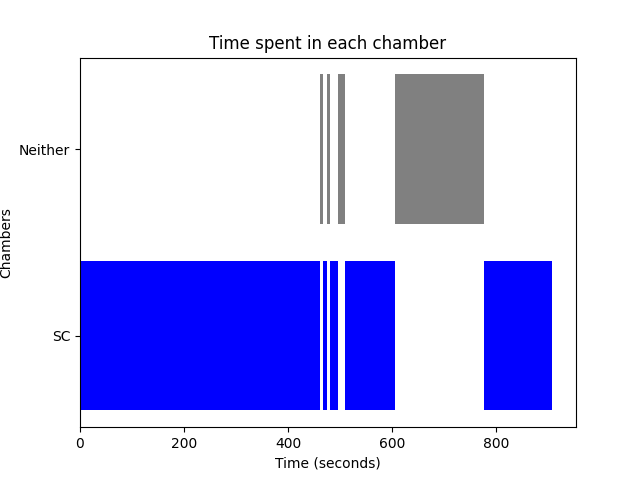 Time spent in each chamber
Chambers
Neither
SC
0 200 400 600 800
Time (seconds)